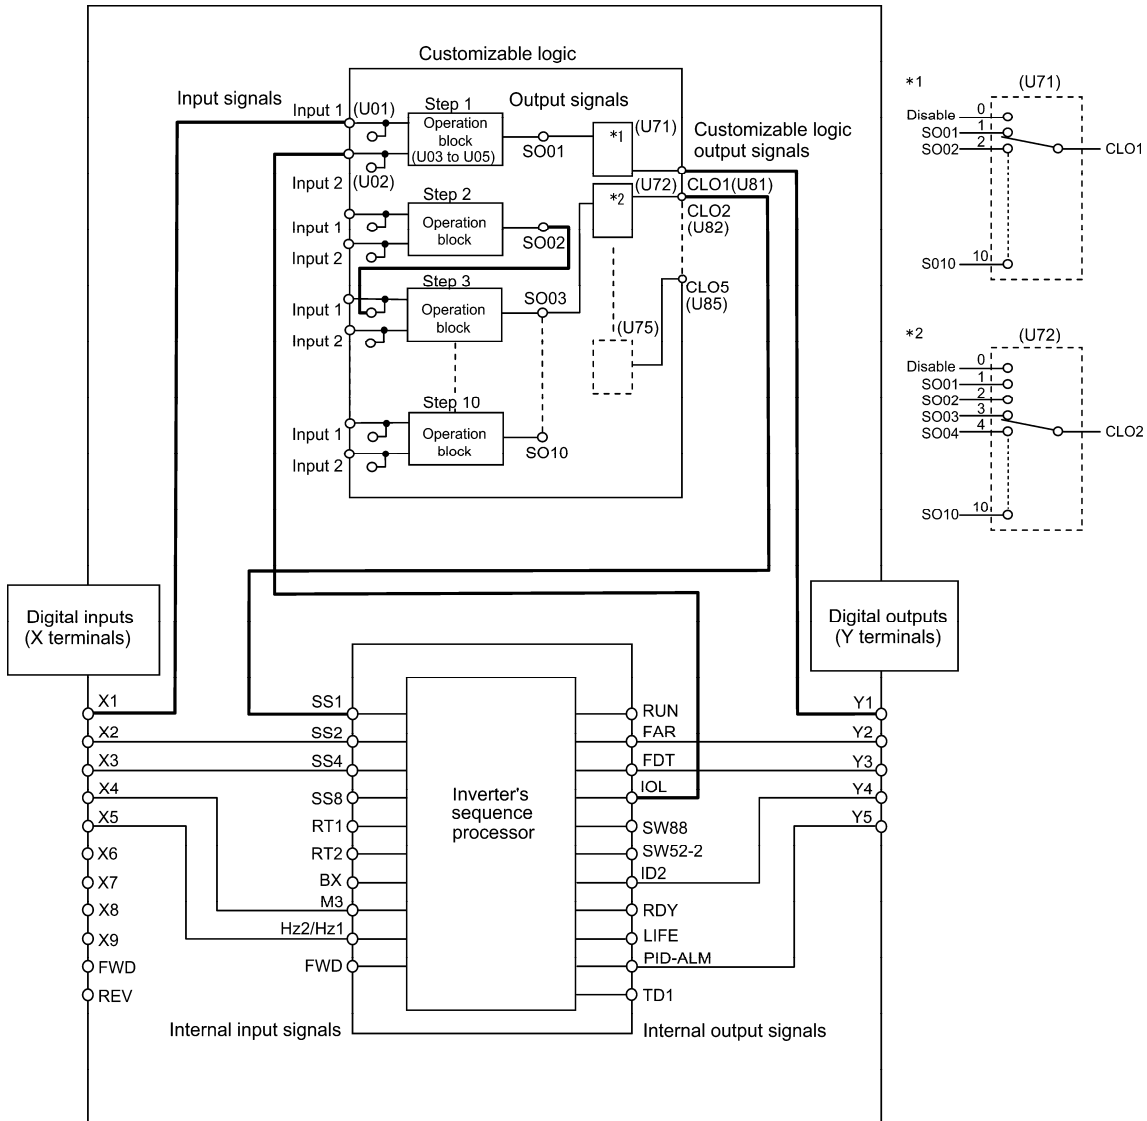 Customizable logic
Input signals
Input 1
(U01)
Step 1
Operation
block
(U03 to U05)
Output signals
SO01
*1
(U71)
Customizable logic
output signals
Input 2
(U02)
Step 2
(U72)
CLO1(U81)
*2
CLO2
(U82)
Input 1
Operation
block
SO02
Input 2
Step 3
SO03
CLO5
(U85)
Input 1
Operation
block
Input 2
(U75)
Step 10
Input 1
Operation
block
SO10
Input 2
*1
(U71)
Disable
0
SO01
1
SO02
2
CLO1
S010
10
*2
(U72)
Disable
0
SO01
1
SO02
2
SO03
3
SO04
4
CLO2
SO10
10
Digital inputs
(X terminals)
Digital outputs
(Y terminals)
X1
X2
X3
X4
X5
X6
X7
X8
X9
FWD
REV
SS1
SS2
SS4
SS8
RT1
RT2
BX
M3
Hz2/Hz1
FWD
Inverter's
sequence
processor
RUN
FAR
FDT
IOL
SW88
SW52-2
ID2
RDY
LIFE
PID-ALM
TD1
Y1
Y2
Y3
Y4
Y5
Internal input signals
Internal output signals